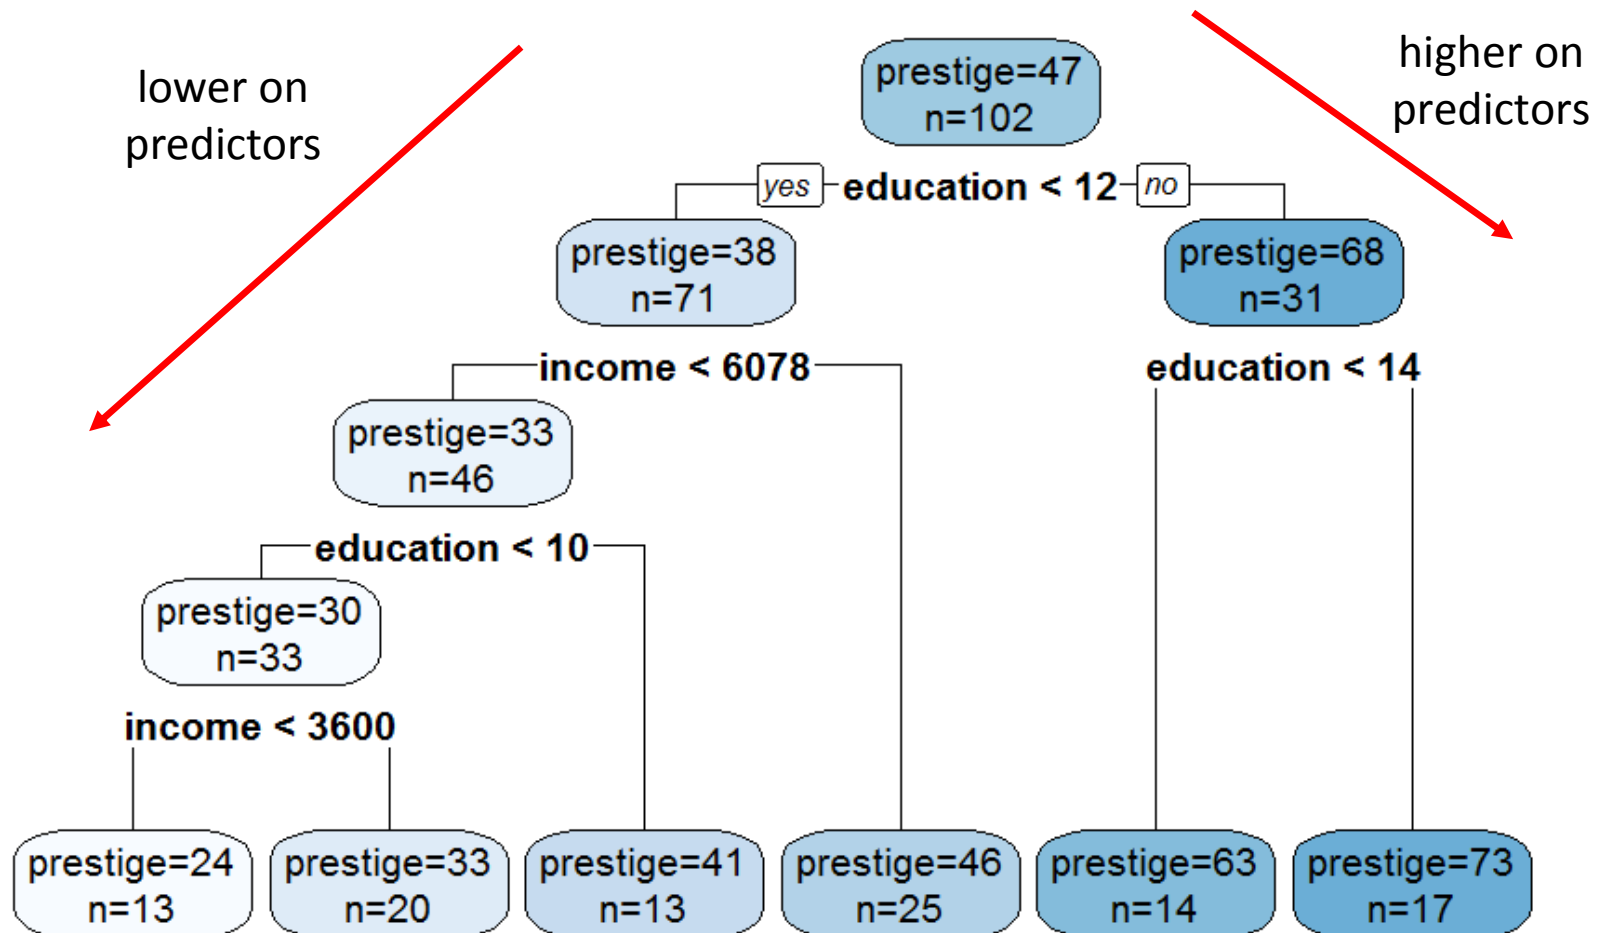 lower on
predictors
higher on
predictors
prestige=47
n=102
yes education < 12 no
prestige=38
n=71
prestige=68
n=31
income < 6078
education < 14
prestige=33
n=46
education < 10
prestige=30
n=33
income < 3600
prestige=24
n=13
prestige=33
n=20
prestige=41
n=13
prestige=46
n=25
prestige=63
n=14
prestige=73
n=17